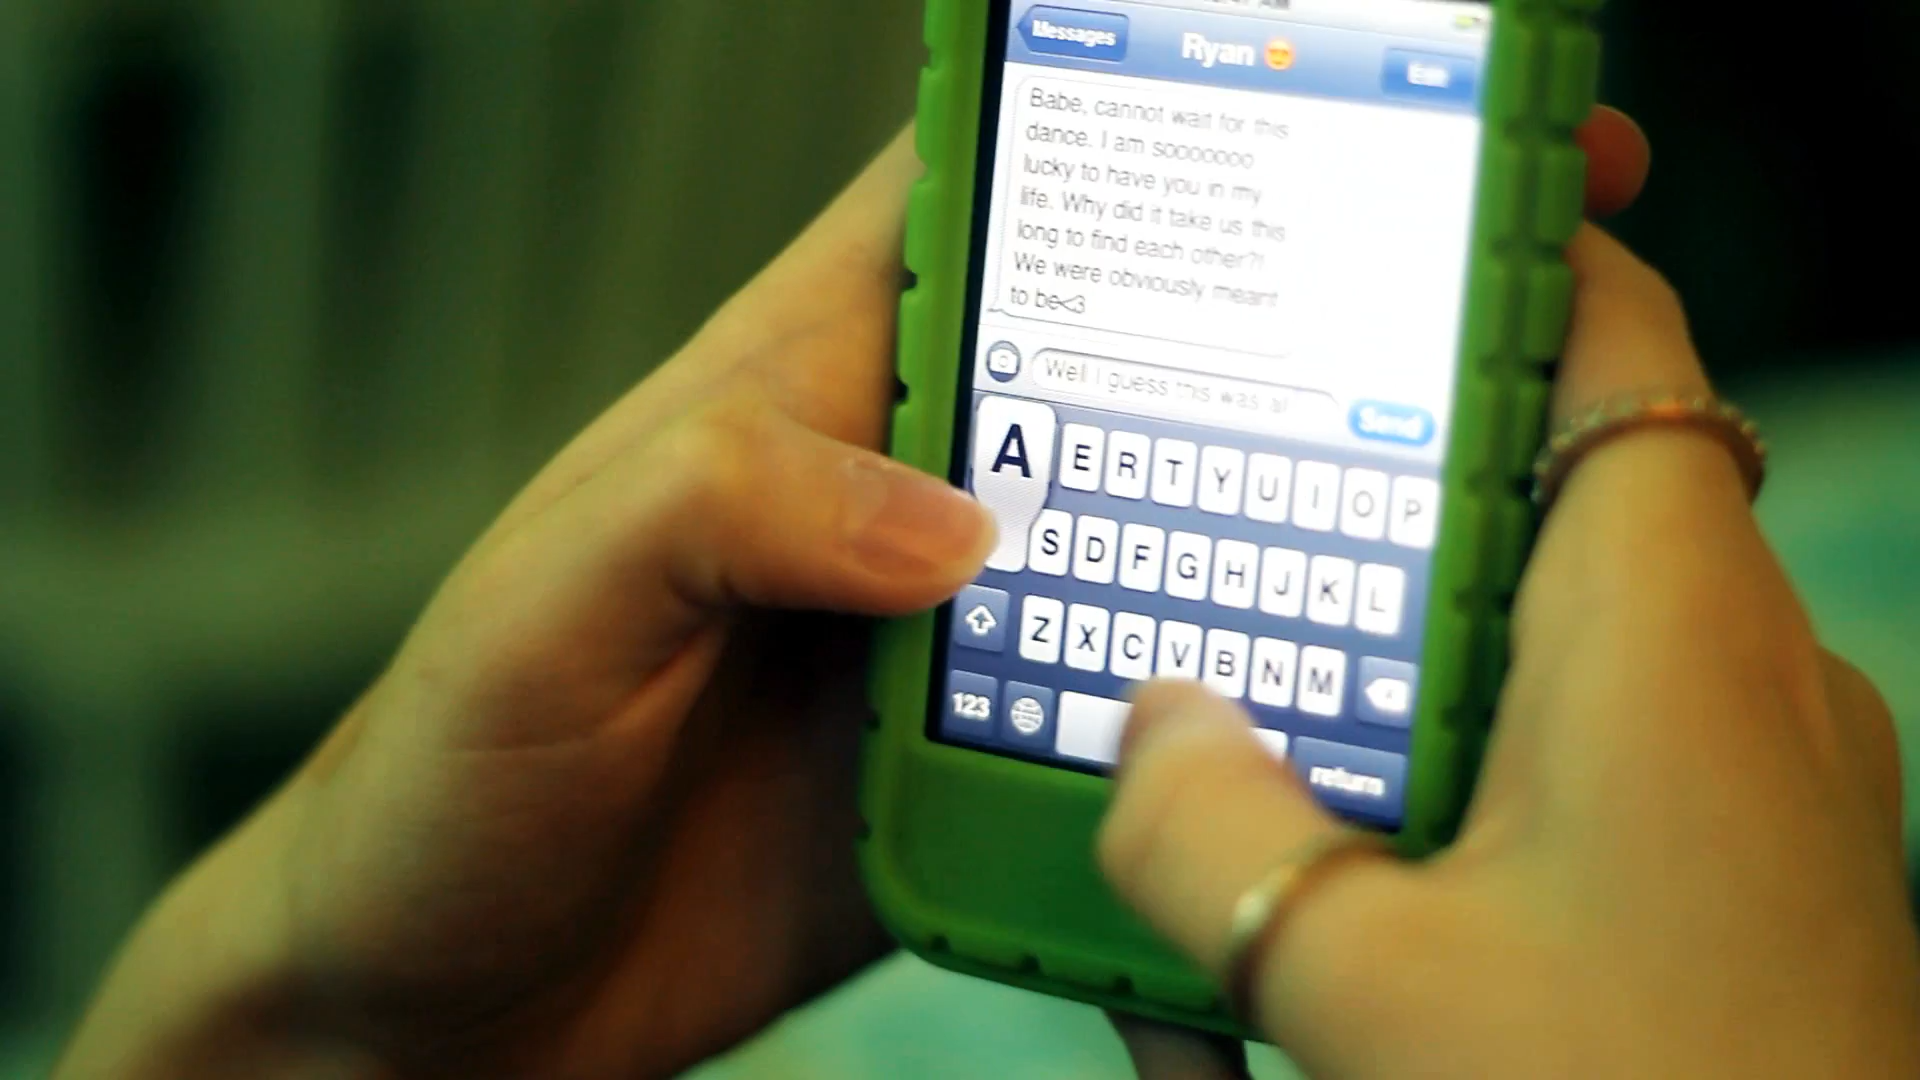 Messages
Ryan
Edit
Babe, cannot wait for this
dance. I am sooooooo
lucky to have you in my
life. Why did it take us this
long to find each other?!
We were obviously meant
to be<3
Well I guess this was al
Send
A E R T Y U I O P
S D F G H J K L
Z X C V B N M
123
return